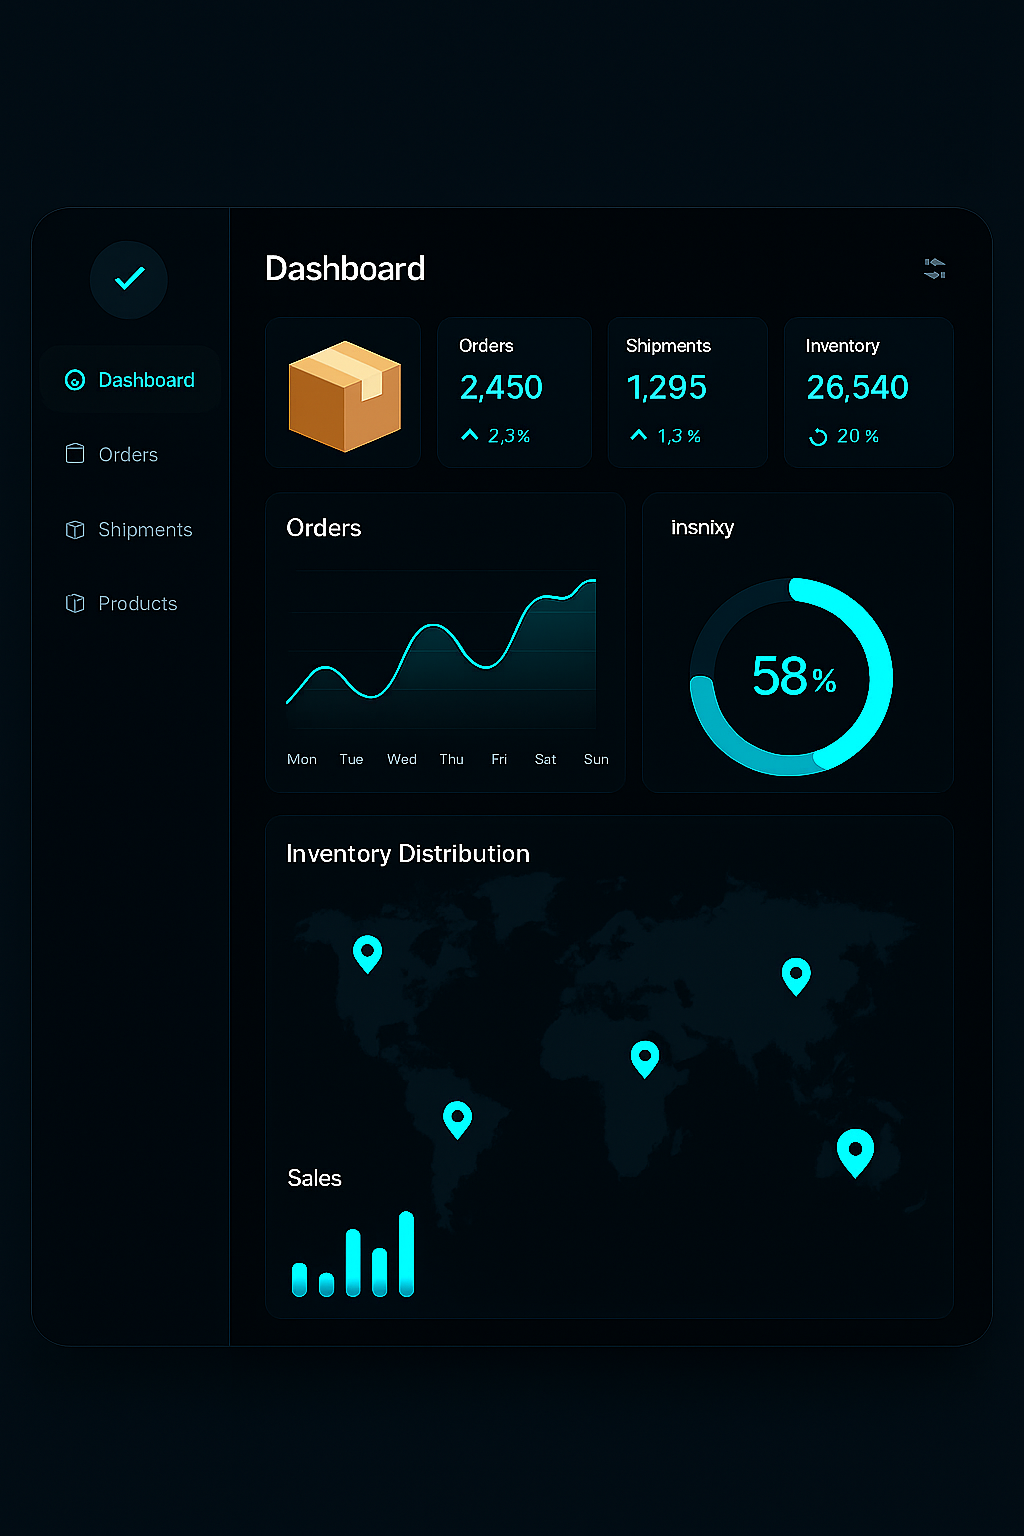 Dashboard
Orders
Shipments
Products
Dashboard
Orders
2,450
2,3%
Shipments
1,295
1,3 %
Inventory
26,540
20 %
Orders
Mon Tue Wed Thu Fri Sat Sun
insnixy
58%
Inventory Distribution
Sales